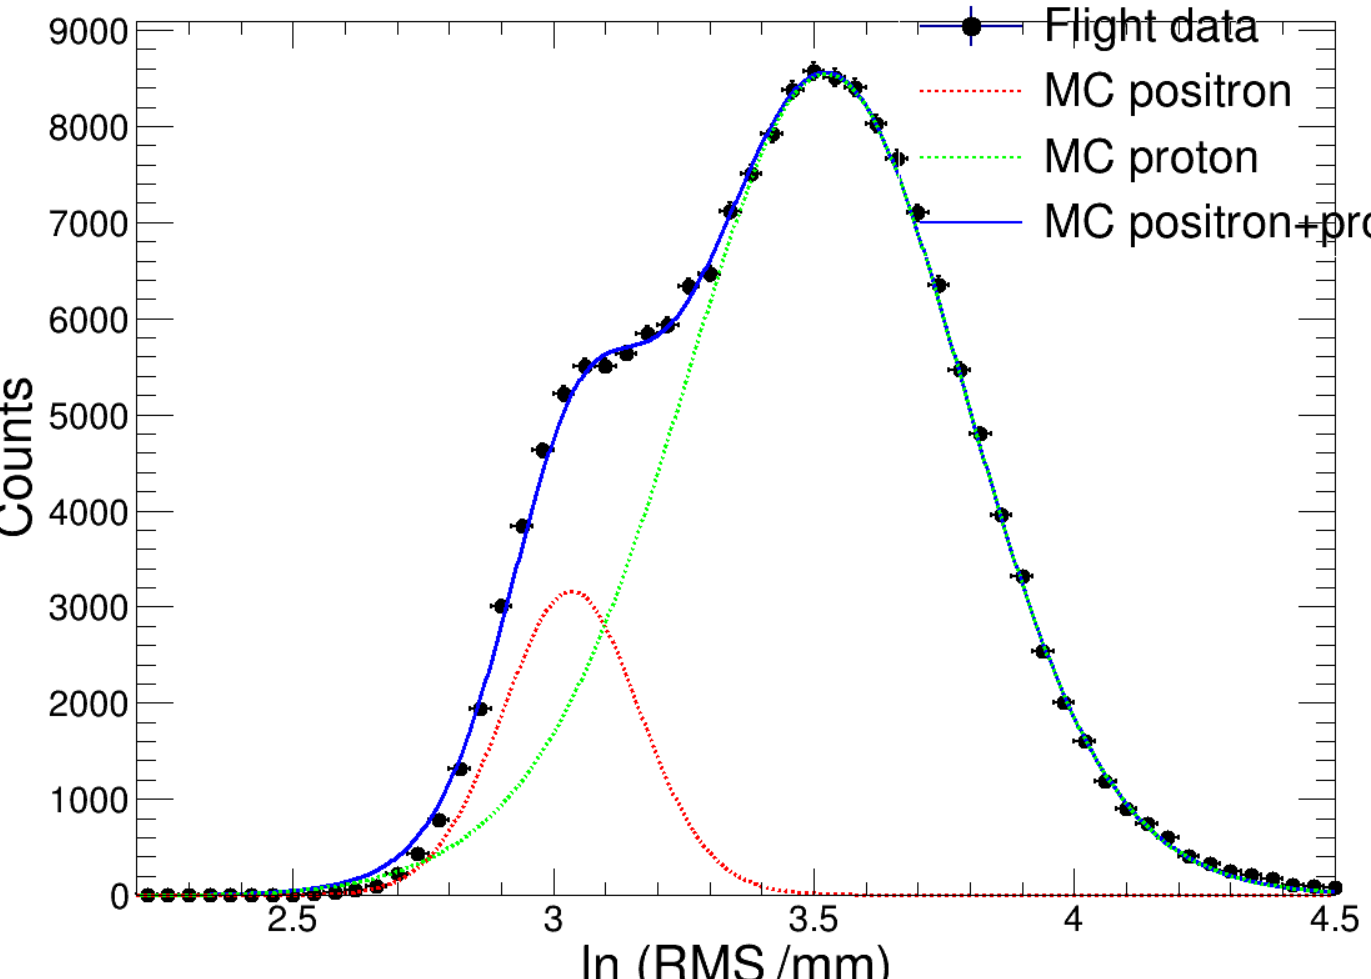 Flight data
MC positron
MC proton
MC positron+pro
9000
8000
7000
6000
5000
4000
3000
2000
1000
0
Counts
2.5 3 3.5 4 4.5
ln (RMS /mm)